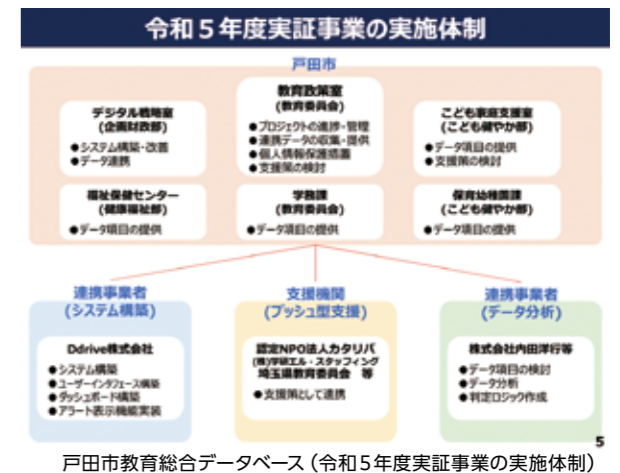 令和5年度実証事業の実施体制
戸田市
デジタル戦略室
(企画財政部)
●システム構築・改善
●データ連携
教育政策室
(教育委員会)
●プロジェクトの進捗・管理
●連携データの収集・提供
●個人情報保護措置
●支援策の検討
こども家庭支援室
(こども健やか部)
●データ項目の提供
●支援策の検討
福祉保健センター
(健康福祉部)
●データ項目の提供
学務課
(教育委員会)
●データ項目の提供
保育幼稚園課
(こども健やか部)
●データ項目の提供
連携事業者
(システム構築)
Ddrive株式会社
●システム構築
●ユーザーインタフェース構築
●ダッシュボード構築
●アラート表示機能実装
支援機関
(プッシュ型支援)
認定NPO法人カタリバ
(株)学研エル・スタッフィング
埼玉県教育委員会 等
●支援策として連携
連携事業者
(データ分析)
株式会社内田洋行等
●データ項目の検討
●データ分析
●判定ロジック作成
5
戸田市教育総合データベース(令和5年度実証事業の実施体制)